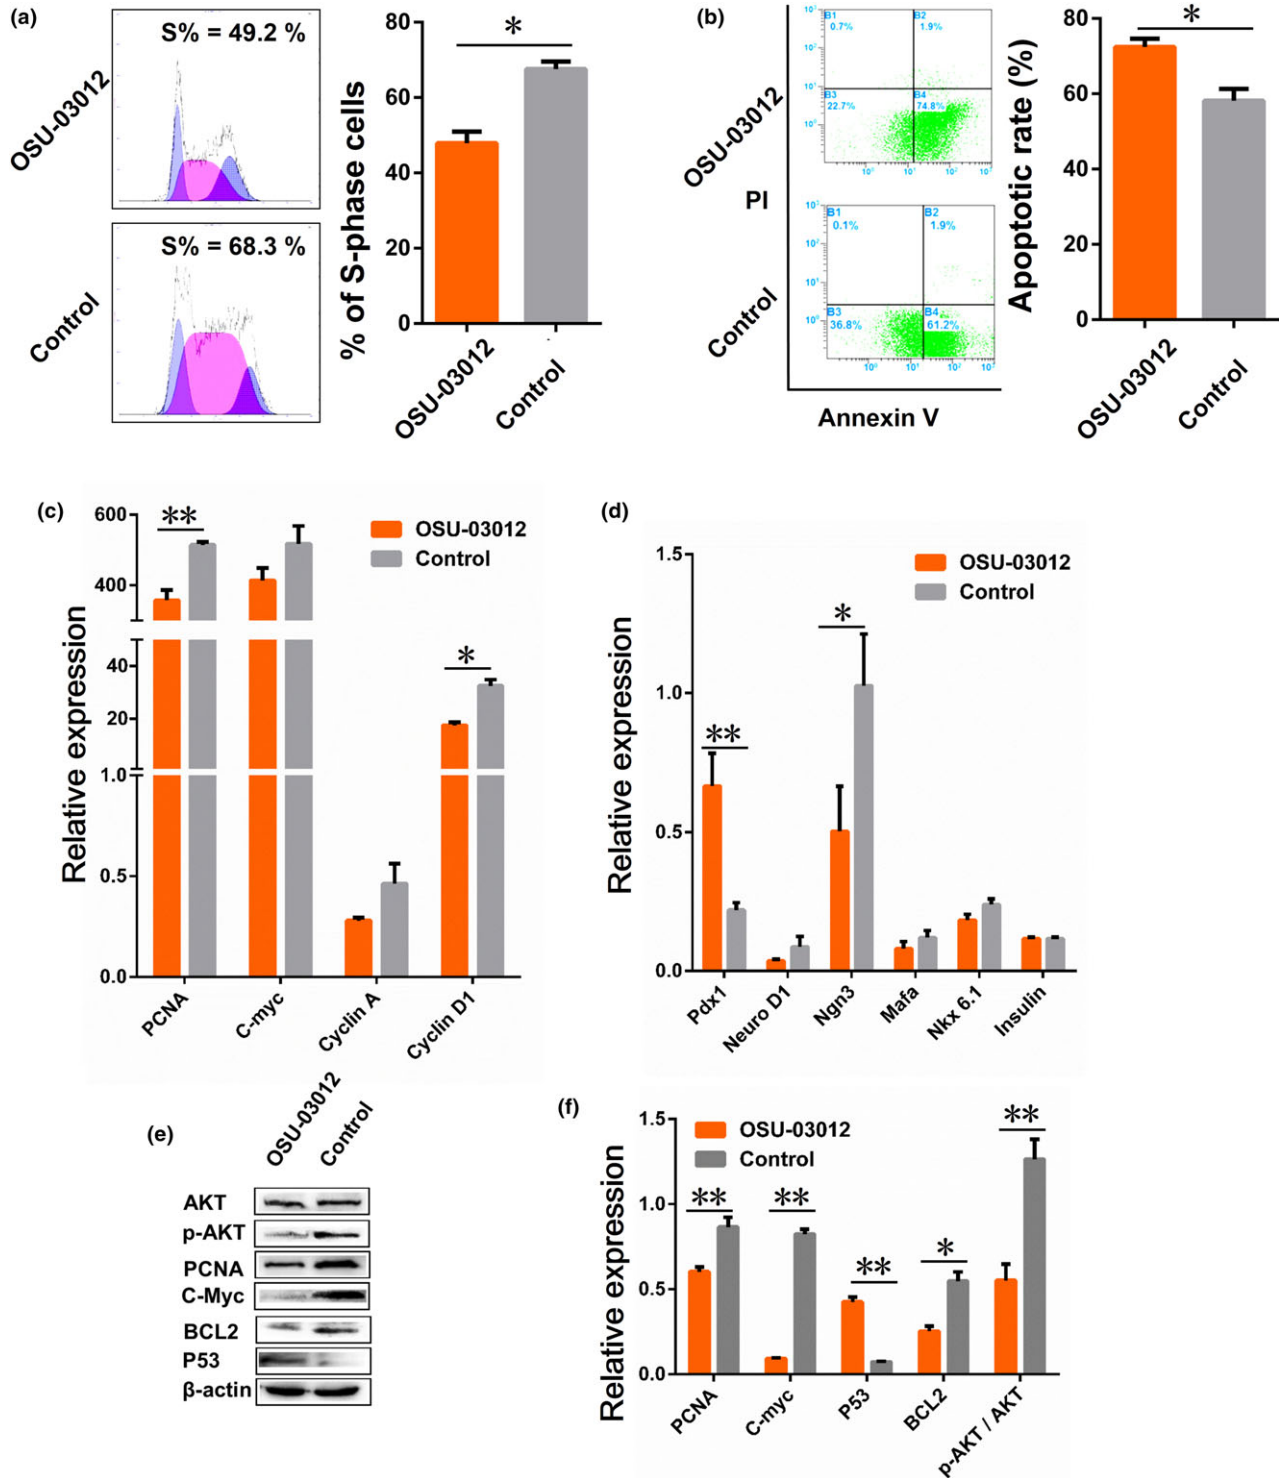 (a)
S% = 49.2 %
OSU-03012
S% = 68.3 %
Control
% of S-phase cells
80
60
40
20
0
*
OSU-03012
Control
(b)
OSU-03012
PI
Control
B1
0.7%
B2
1.9%
B3
22.7%
B4
74.8%
B1
0.1%
B2
1.9%
B3
36.8%
B4
61.2%
Annexin V
Apoptotic rate (%)
80
60
40
20
0
*
OSU-03012
Control
(c)
Relative expression
600
400
40
20
1.0
0.5
0.0
**
*
OSU-03012
Control
PCNA
C-myc
Cyclin A
Cyclin D1
(d)
Relative expression
1.5
1.0
0.5
0.0
**
*
OSU-03012
Control
Pdx1
Neuro D1
Ngn3
Mafa
Nkx 6.1
Insulin
(e)
OSU-03012
Control
AKT
p-AKT
PCNA
C-Myc
BCL2
P53
β-actin
(f)
Relative expression
1.5
1.0
0.5
0.0
OSU-03012
Control
**
**
**
*
**
PCNA
C-myc
P53
BCL2
p-AKT / AKT